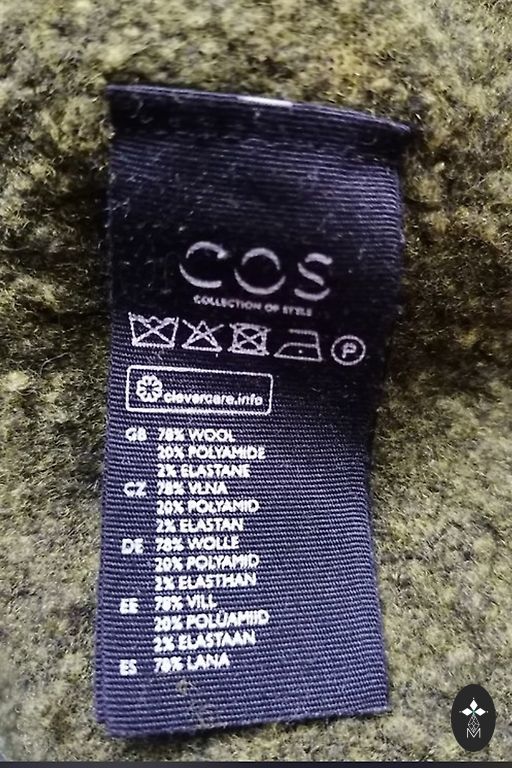 COS
COLLECTION OF STYLE
P
clevercare.info
GB 78% WOOL
20% POLYAMIDE
2% ELASTANE
CZ 78% VLNA
20% POLYAMID
2% ELASTAN
DE 78% WOLLE
20% POLYAMID
2% ELASTHAN
EE 78% VILL
20% POLÜAMIID
2% ELASTAAN
ES 78% LANA
M